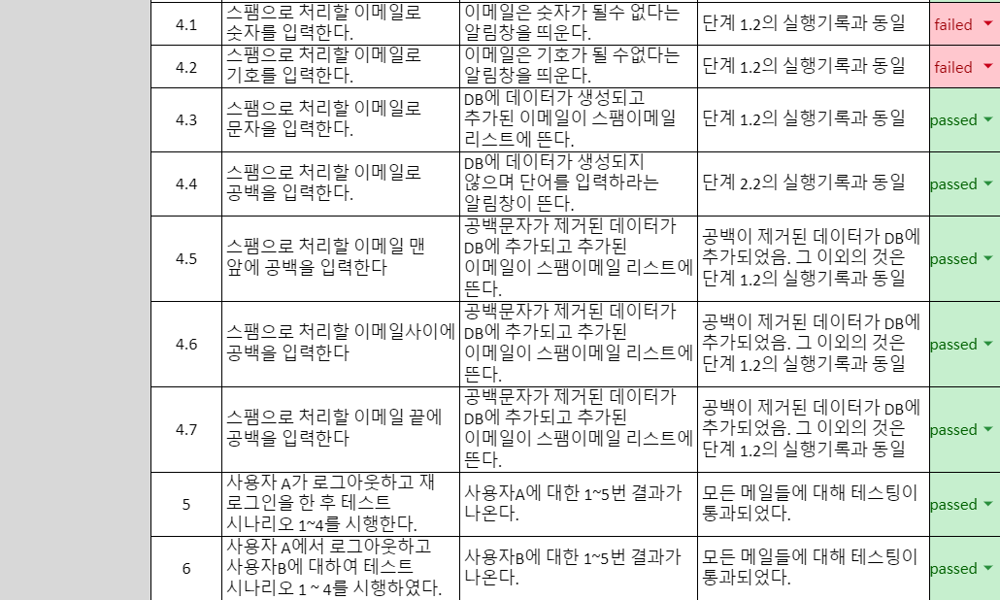 4.1
스팸으로 처리할 이메일로
숫자를 입력한다.
이메일은 숫자가 될수 없다는
알림창을 띄운다.
단계 1.2의 실행기록과 동일
failed
4.2
스팸으로 처리할 이메일로
기호를 입력한다.
이메일은 기호가 될 수없다는
알림창을 띄운다.
단계 1.2의 실행기록과 동일
failed
4.3
스팸으로 처리할 이메일로
문자을 입력한다.
DB에 데이터가 생성되고
추가된 이메일이 스팸이메일
리스트에 뜬다.
단계 1.2의 실행기록과 동일
passed
4.4
스팸으로 처리할 이메일로
공백을 입력한다.
DB에 데이터가 생성되지
않으며 단어를 입력하라는
알림창이 뜬다.
단계 2.2의 실행기록과 동일
passed
4.5
스팸으로 처리할 이메일 맨
앞에 공백을 입력한다
공백문자가 제거된 데이터가
DB에 추가되고 추가된
이메일이 스팸이메일 리스트에
뜬다.
공백이 제거된 데이터가 DB에
추가되었음. 그 이외의 것은
단계 1.2의 실행기록과 동일
passed
4.6
스팸으로 처리할 이메일사이에
공백을 입력한다
공백문자가 제거된 데이터가
DB에 추가되고 추가된
이메일이 스팸이메일 리스트에
뜬다.
공백이 제거된 데이터가 DB에
추가되었음. 그 이외의 것은
단계 1.2의 실행기록과 동일
passed
4.7
스팸으로 처리할 이메일 끝에
공백을 입력한다
공백문자가 제거된 데이터가
DB에 추가되고 추가된
이메일이 스팸이메일 리스트에
뜬다.
공백이 제거된 데이터가 DB에
추가되었음. 그 이외의 것은
단계 1.2의 실행기록과 동일
passed
5
사용자 A가 로그아웃하고 재
로그인을 한 후 테스트
시나리오 1~4를 시행한다.
사용자A에 대한 1~5번 결과가
나온다.
모든 메일들에 대해 테스팅이
통과되었다.
passed
6
사용자 A에서 로그아웃하고
사용자B에 대하여 테스트
시나리오 1 ~ 4를 시행하였다.
사용자B에 대한 1~5번 결과가
나온다.
모든 메일들에 대해 테스팅이
통과되었다.
passed